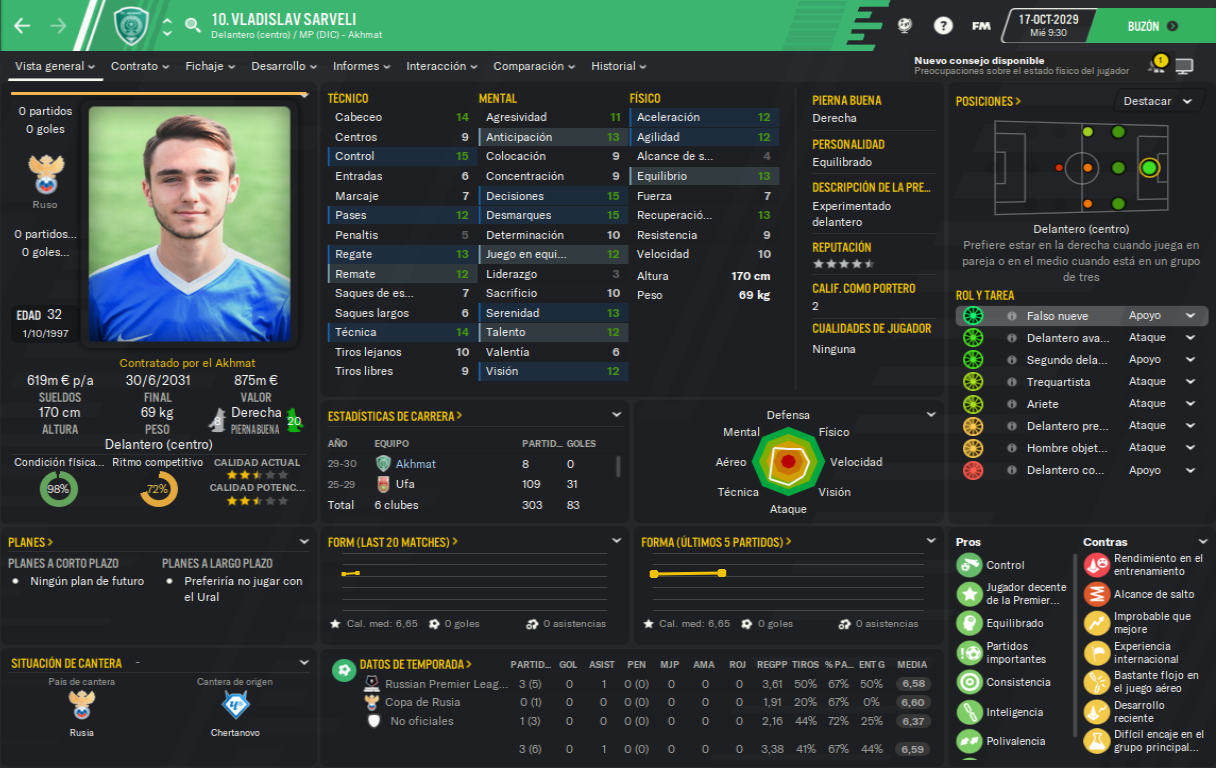 10. VLADISLAV SARVELI
Delantero (centro) / MP (DIC) - Akhmat
FM
17-OCT-2029
Mié 9:30
BUZÓN
Vista general
Contrato
Fichaje
Desarrollo
Informes
Interacción
Comparación
Historial
Nuevo consejo disponible
Preocupaciones sobre el estado físico del jugador
1
0 partidos
0 goles
Ruso
0 partidos...
0 goles...
EDAD 32
1/10/1997
Contratado por el Akhmat
619m € p/a
SUELDOS
30/6/2031
FINAL
875m €
VALOR
170 cm
ALTURA
69 kg
PESO
8
Derecha
PIERNA BUENA
20
Delantero (centro)
Condición física...
98%
Ritmo competitivo
72%
CALIDAD ACTUAL
CALIDAD POTENC...
TÉCNICO
Cabeceo 14
Centros 9
Control 15
Entradas 6
Marcaje 7
Pases 12
Penaltis 5
Regate 13
Remate 12
Saques de es... 7
Saques largos 6
Técnica 14
Tiros lejanos 10
Tiros libres 9
MENTAL
Agresividad 11
Anticipación 13
Colocación 9
Concentración 9
Decisiones 15
Desmarques 15
Determinación 10
Juego en equi... 12
Liderazgo 3
Sacrificio 10
Serenidad 13
Talento 12
Valentía 6
Visión 12
FÍSICO
Aceleración 12
Agilidad 12
Alcance de s... 4
Equilibrio 13
Fuerza 7
Recuperació... 13
Resistencia 9
Velocidad 10
Altura 170 cm
Peso 69 kg
PIERNA BUENA
Derecha
PERSONALIDAD
Equilibrado
DESCRIPCIÓN DE LA PRE...
Experimentado
delantero
REPUTACIÓN
CALIF. COMO PORTERO
2
CUALIDADES DE JUGADOR
Ninguna
POSICIONES >
Destacar
Delantero (centro)
Prefiere estar en la derecha cuando juega en
pareja o en el medio cuando está en un grupo
de tres
ROL Y TAREA
Falso nueve Apoyo
Delantero ava... Ataque
Segundo dela... Apoyo
Trequartista Ataque
Ariete Ataque
Delantero pre... Ataque
Hombre objet... Ataque
Delantero co... Apoyo
ESTADÍSTICAS DE CARRERA >
AÑO EQUIPO PARTID... GOLES
29-30 Akhmat 8 0
25-29 Ufa 109 31
Total 6 clubes 303 83
Defensa
Mental
Físico
Aéreo
Velocidad
Técnica
Visión
Ataque
PLANES >
PLANES A CORTO PLAZO
Ningún plan de futuro
PLANES A LARGO PLAZO
Preferiría no jugar con
el Ural
FORM (LAST 20 MATCHES) >
Cal. med: 6,65 0 goles 0 asistencias
FORMA (ÚLTIMOS 5 PARTIDOS) >
Cal. med: 6,65 0 goles 0 asistencias
Pros
Control
Jugador decente
de la Premier...
Equilibrado
Partidos
importantes
Consistencia
Inteligencia
Polivalencia
Contras
Rendimiento en el
entrenamiento
Alcance de salto
Improbable que
mejore
Experiencia
internacional
Bastante flojo en
el juego aéreo
Desarrollo
reciente
Difícil encaje en el
grupo principal...
SITUACIÓN DE CANTERA -
País de cantera
Rusia
Cantera de origen
Chertanovo
DATOS DE TEMPORADA >
PARTID... GOL ASIST PEN MJP AMA ROJ REGPP TIROS % PA... ENT G MEDIA
Russian Premier Leag... 3 (5) 0 1 0 (0) 0 0 0 3,61 50% 67% 50% 6,58
Copa de Rusia 0 (1) 0 0 0 (0) 0 0 0 1,91 20% 67% 0% 6,60
No oficiales 1 (3) 0 0 0 (0) 0 0 0 2,16 44% 72% 25% 6,37
3 (6) 0 1 0 (0) 0 0 0 3,38 41% 67% 44% 6,59